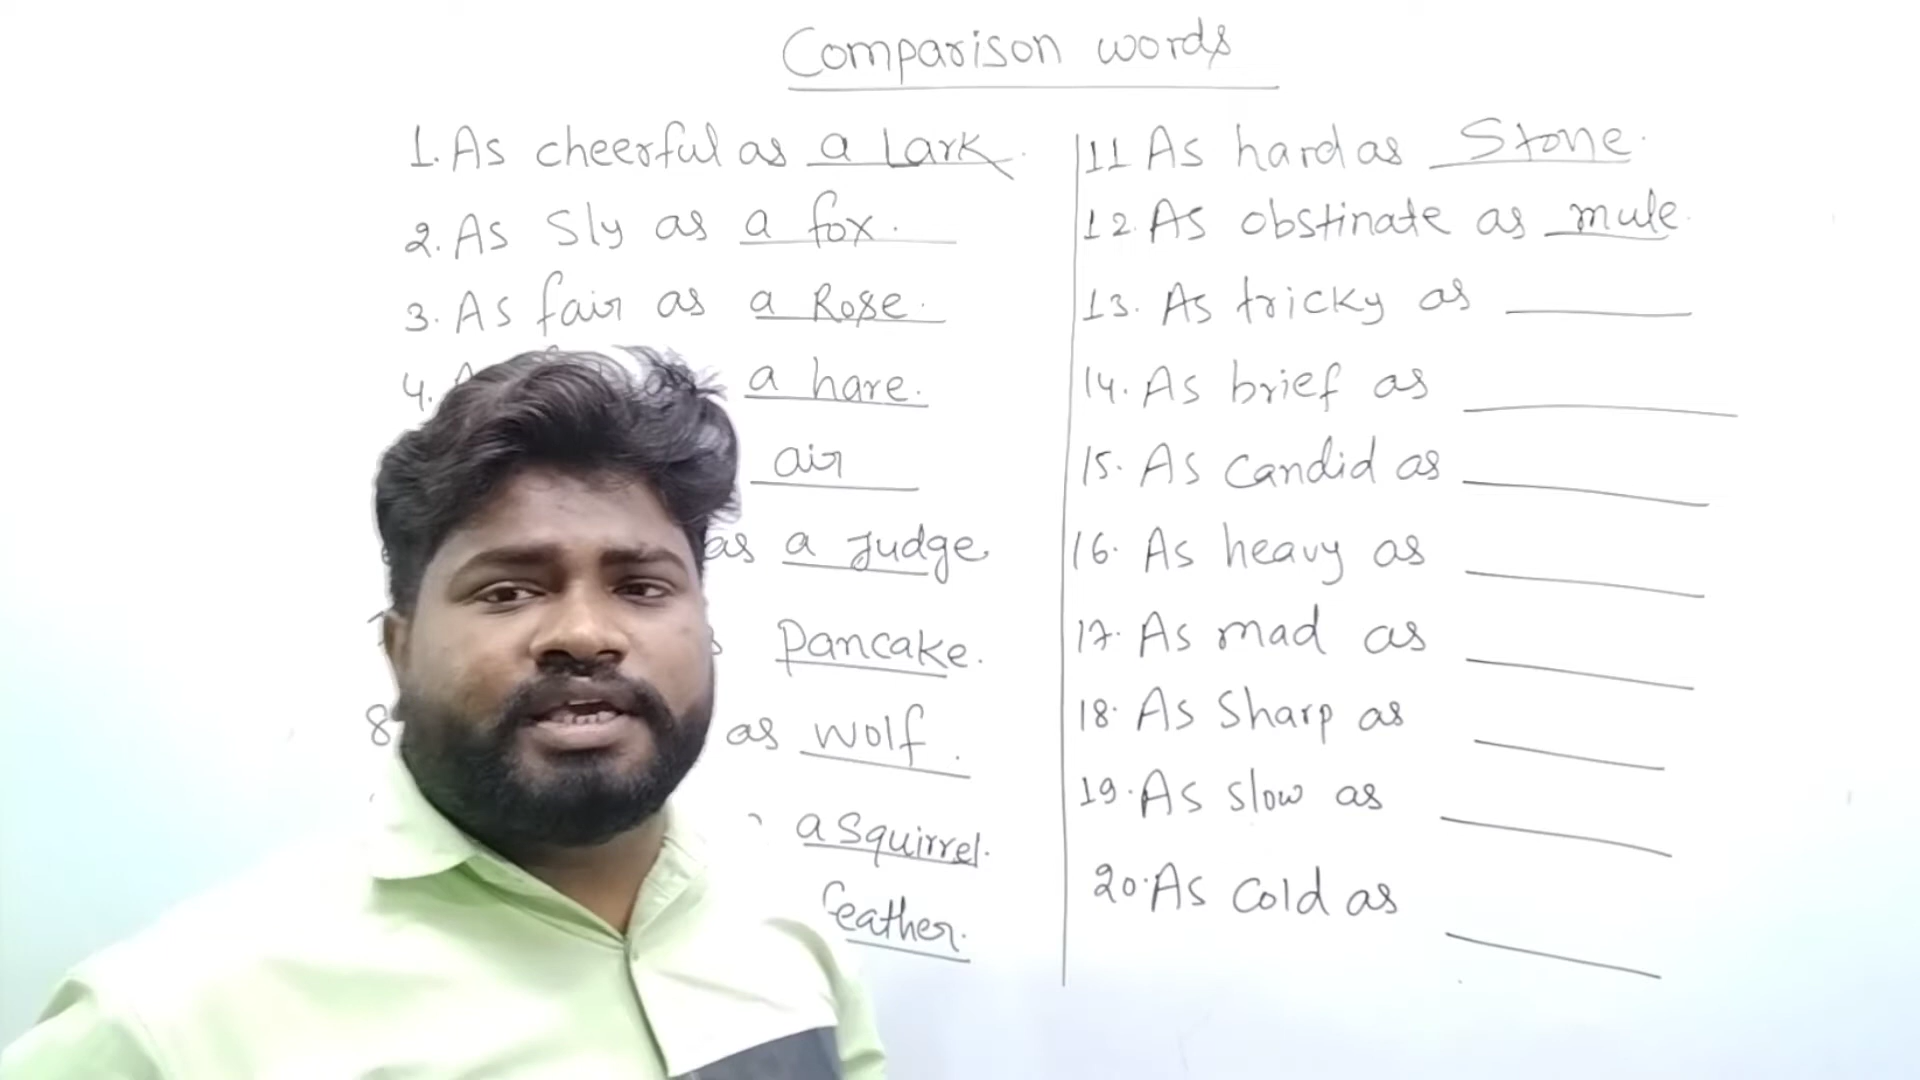 Comparison words
1. As cheerful as a Lark.
2. As Sly as a fox.
3. As fair as a Rose.
4. a hare.
air
as a Judge
Pancake.
8 as wolf.
a squirrel.
feather.
11 As hard as Stone.
12. As obstinate as mule.
13. As tricky as
14. As brief as
15. As candid as
16. As heavy as
17. As mad as
18. As Sharp as
19. As slow as
20. As Cold as